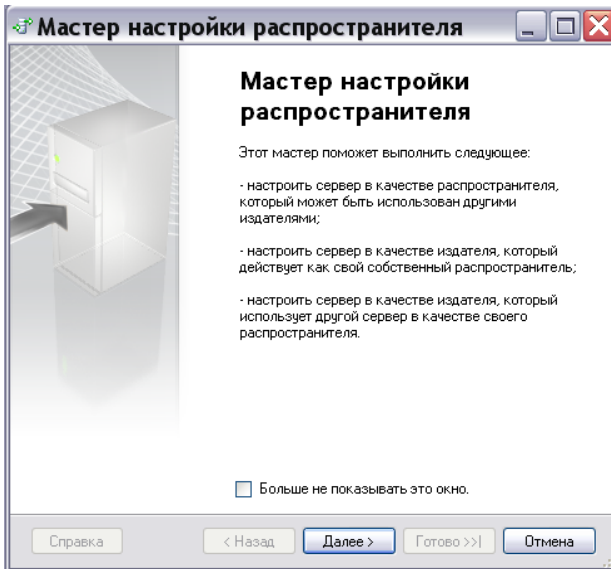 Мастер настройки распространителя
Мастер настройки
распространителя
Этот мастер поможет выполнить следующее:
- настроить сервер в качестве распространителя,
который может быть использован другими
издателями;
- настроить сервер в качестве издателя, который
действует как свой собственный распространитель;
- настроить сервер в качестве издателя, который
использует другой сервер в качестве своего
распространителя.
Больше не показывать это окно.
Справка < Назад Далее > Готово >>| Отмена